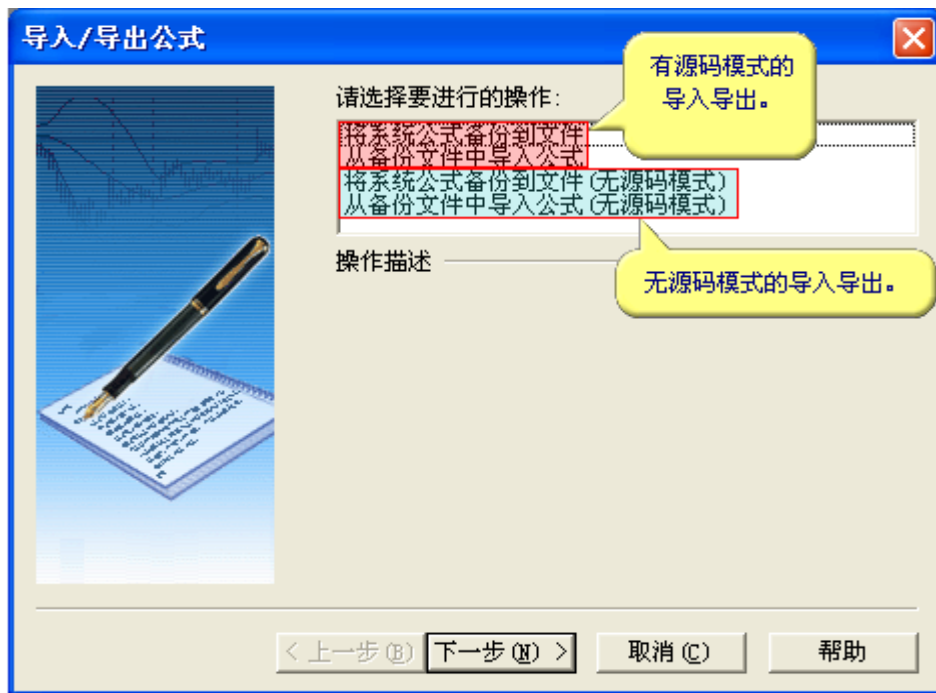 导入/导出公式
有源码模式的
导入导出。
请选择要进行的操作:
将系统公式备份到文件
从备份文件中导入公式
将系统公式备份到文件(无源码模式)
从备份文件中导入公式(无源码模式)
操作描述
无源码模式的导入导出。
<上一步(B)
下一步(N) >
取消(C)
帮助